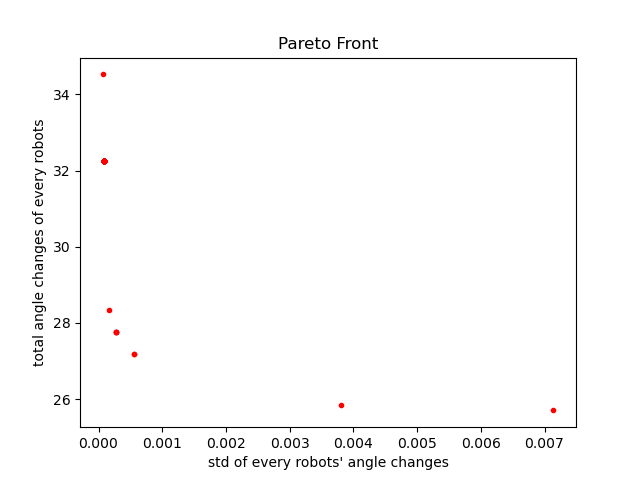 Pareto Front
total angle changes of every robots
34
32
30
28
26
0.000 0.001 0.002 0.003 0.004 0.005 0.006 0.007
std of every robots' angle changes